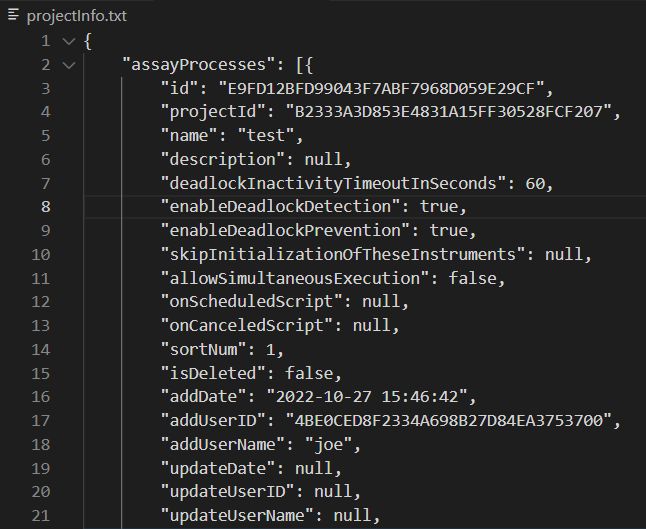 projectInfo.txt
1 {
2 "assayProcesses": [{
3 "id": "E9FD12BFD99043F7ABF7968D059E29CF",
4 "projectId": "B2333A3D853E4831A15FF30528FCF207",
5 "name": "test",
6 "description": null,
7 "deadlockInactivityTimeoutInSeconds": 60,
8 "enableDeadlockDetection": true,
9 "enableDeadlockPrevention": true,
10 "skipInitializationOfTheseInstruments": null,
11 "allowSimultaneousExecution": false,
12 "onScheduledScript": null,
13 "onCanceledScript": null,
14 "sortNum": 1,
15 "isDeleted": false,
16 "addDate": "2022-10-27 15:46:42",
17 "addUserID": "4BE0CED8F2334A698B27D84EA3753700",
18 "addUserName": "joe",
19 "updateDate": null,
20 "updateUserID": null,
21 "updateUserName": null,